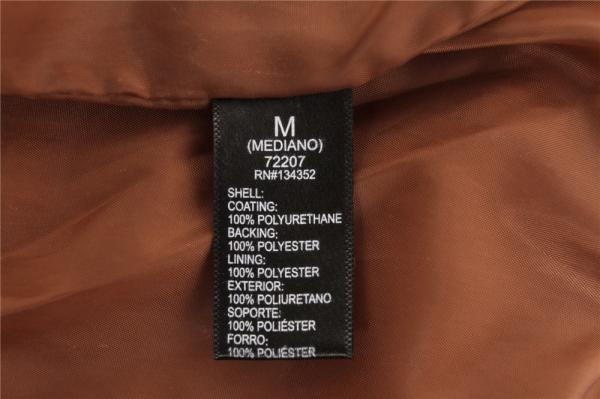 M
(MEDIANO)
72207
RN#134352
SHELL:
COATING:
100% POLYURETHANE
BACKING:
100% POLYESTER
LINING:
100% POLYESTER
EXTERIOR:
100% POLIURETANO
SOPORTE:
100% POLIÉSTER
FORRO:
100% POLIÉSTER